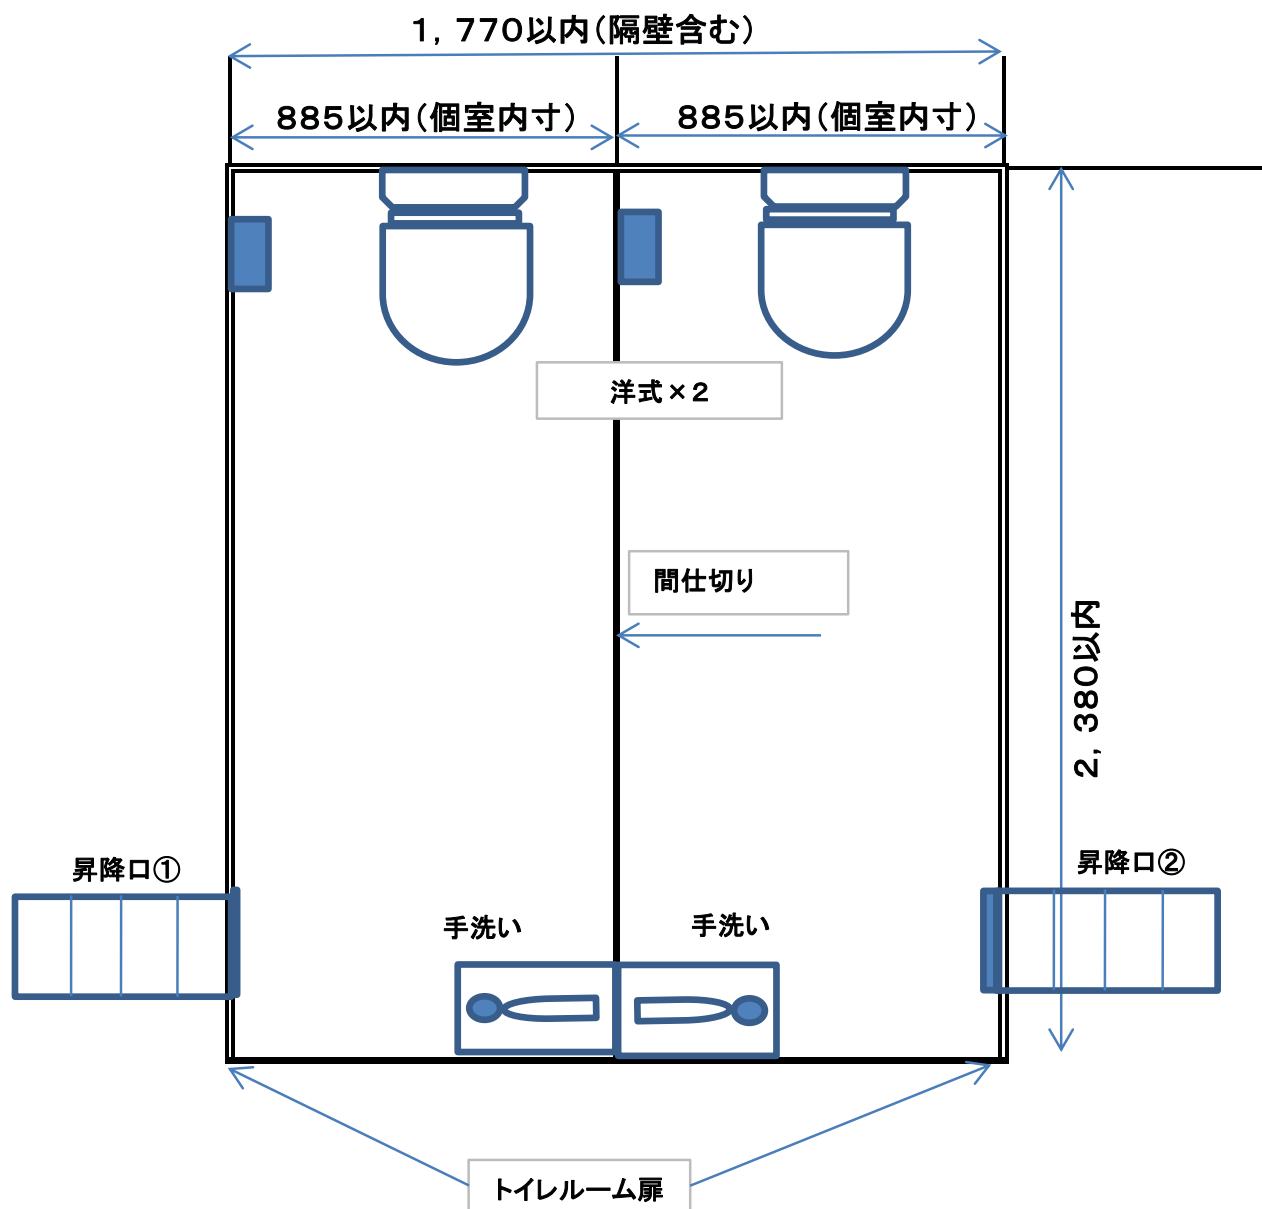 1，770以内（隔壁含む）
885以内（個室内寸）
885以内（個室内寸）
洋式×2
間仕切り
2，380以内
昇降口①
昇降口②
手洗い
手洗い
トイレルーム扉